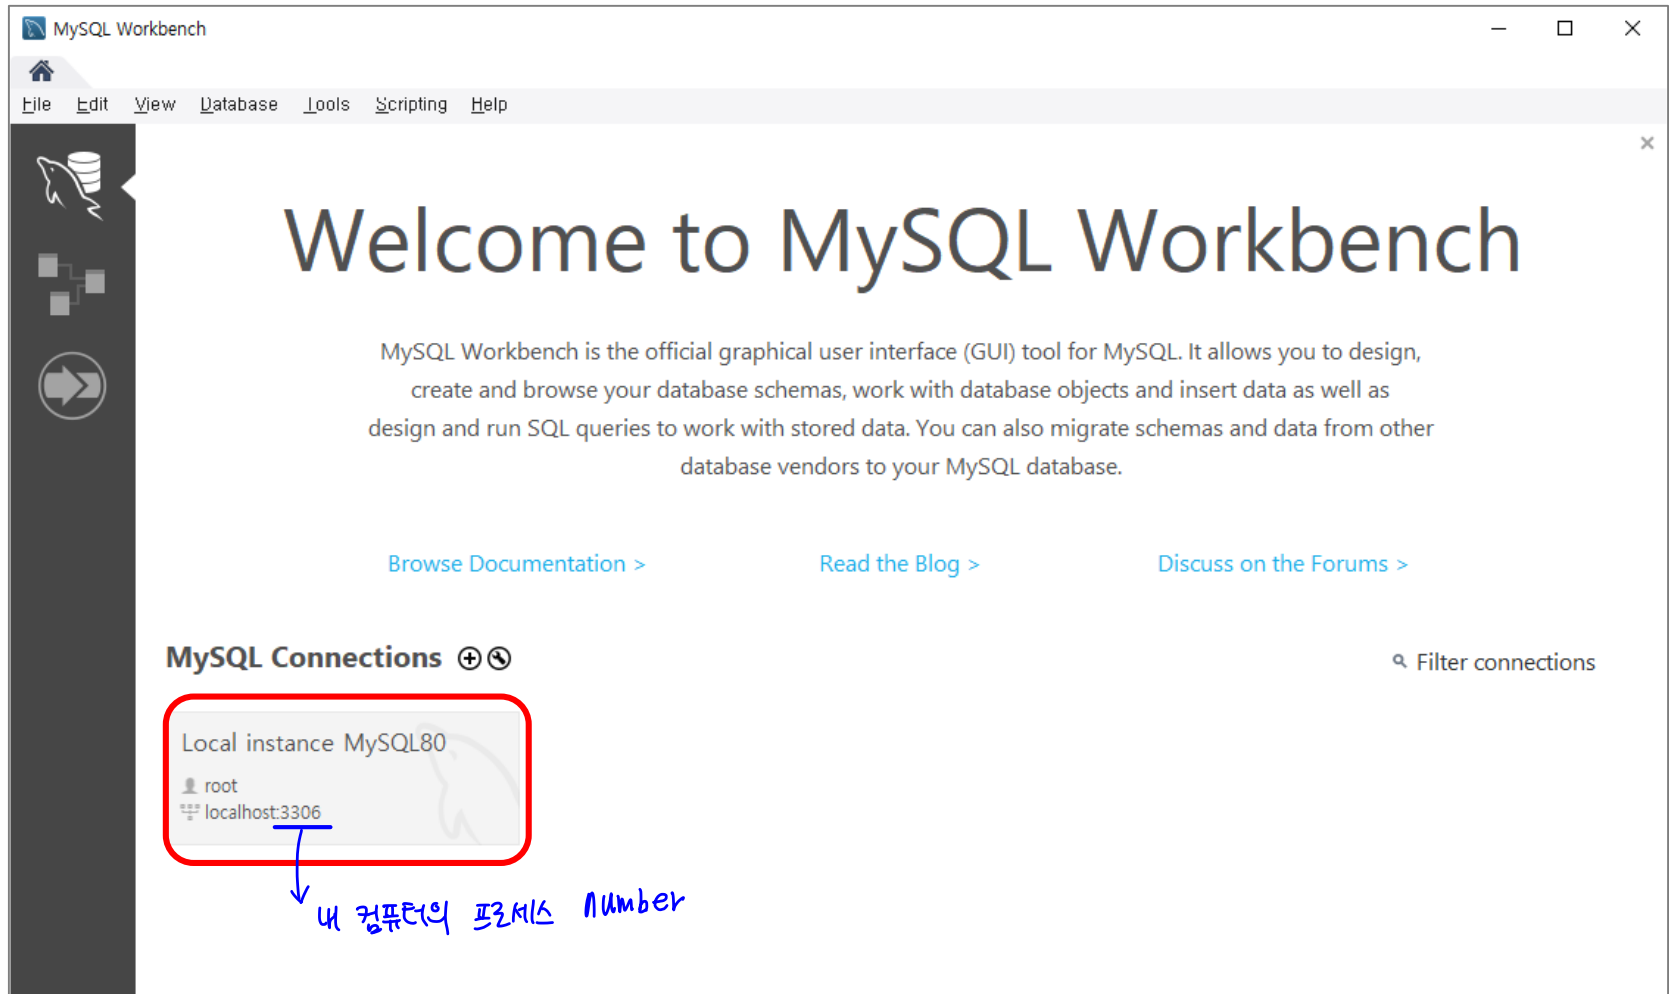 MySQL Workbench
File Edit View Database Tools Scripting Help
Welcome to MySQL Workbench
MySQL Workbench is the official graphical user interface (GUI) tool for MySQL. It allows you to design,
create and browse your database schemas, work with database objects and insert data as well as
design and run SQL queries to work with stored data. You can also migrate schemas and data from other
database vendors to your MySQL database.
Browse Documentation > Read the Blog > Discuss on the Forums >
MySQL Connections Filter connections
Local instance MySQL80
root
localhost:3306
내 컴퓨터의 프로세스 number